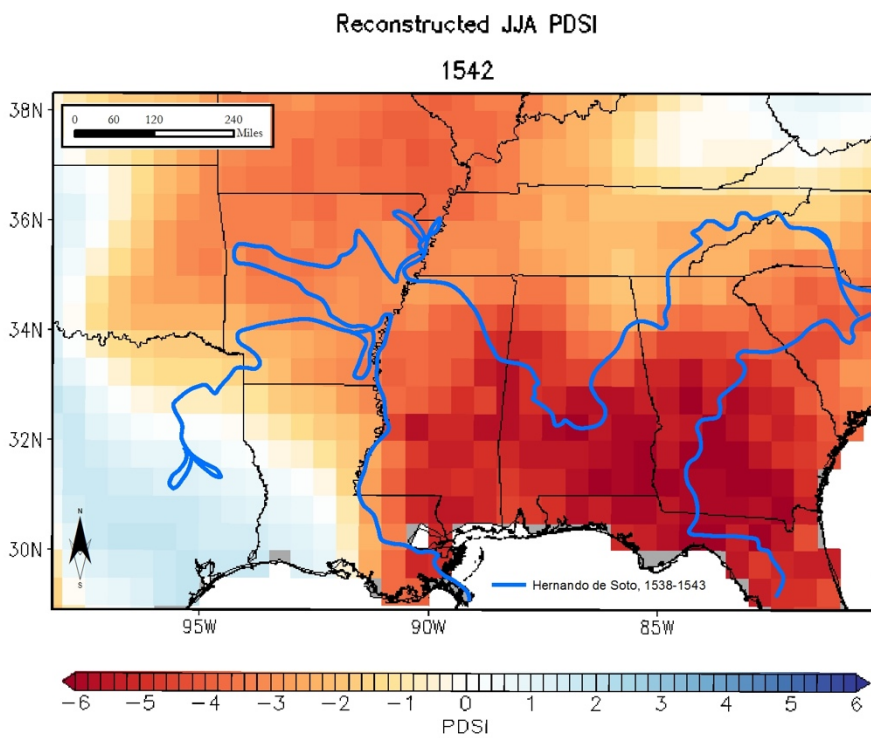 Reconstructed JJA PDSI
1542
38N
36N
34N
32N
30N
0 60 120 240
Miles
N
S
Hernando de Soto, 1538-1543
95W 90W 85W
−6 −5 −4 −3 −2 −1 0 1 2 3 4 5 6
PDSI